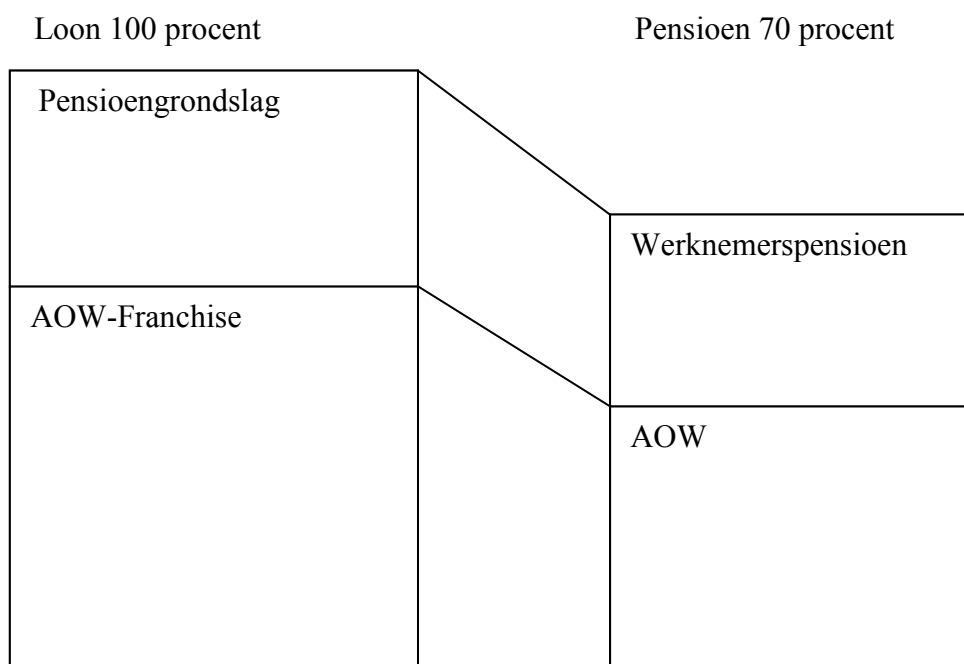 Loon 100 procent
Pensioen 70 procent
Pensioengrondslag
Werknemerspensioen
AOW-Franchise
AOW